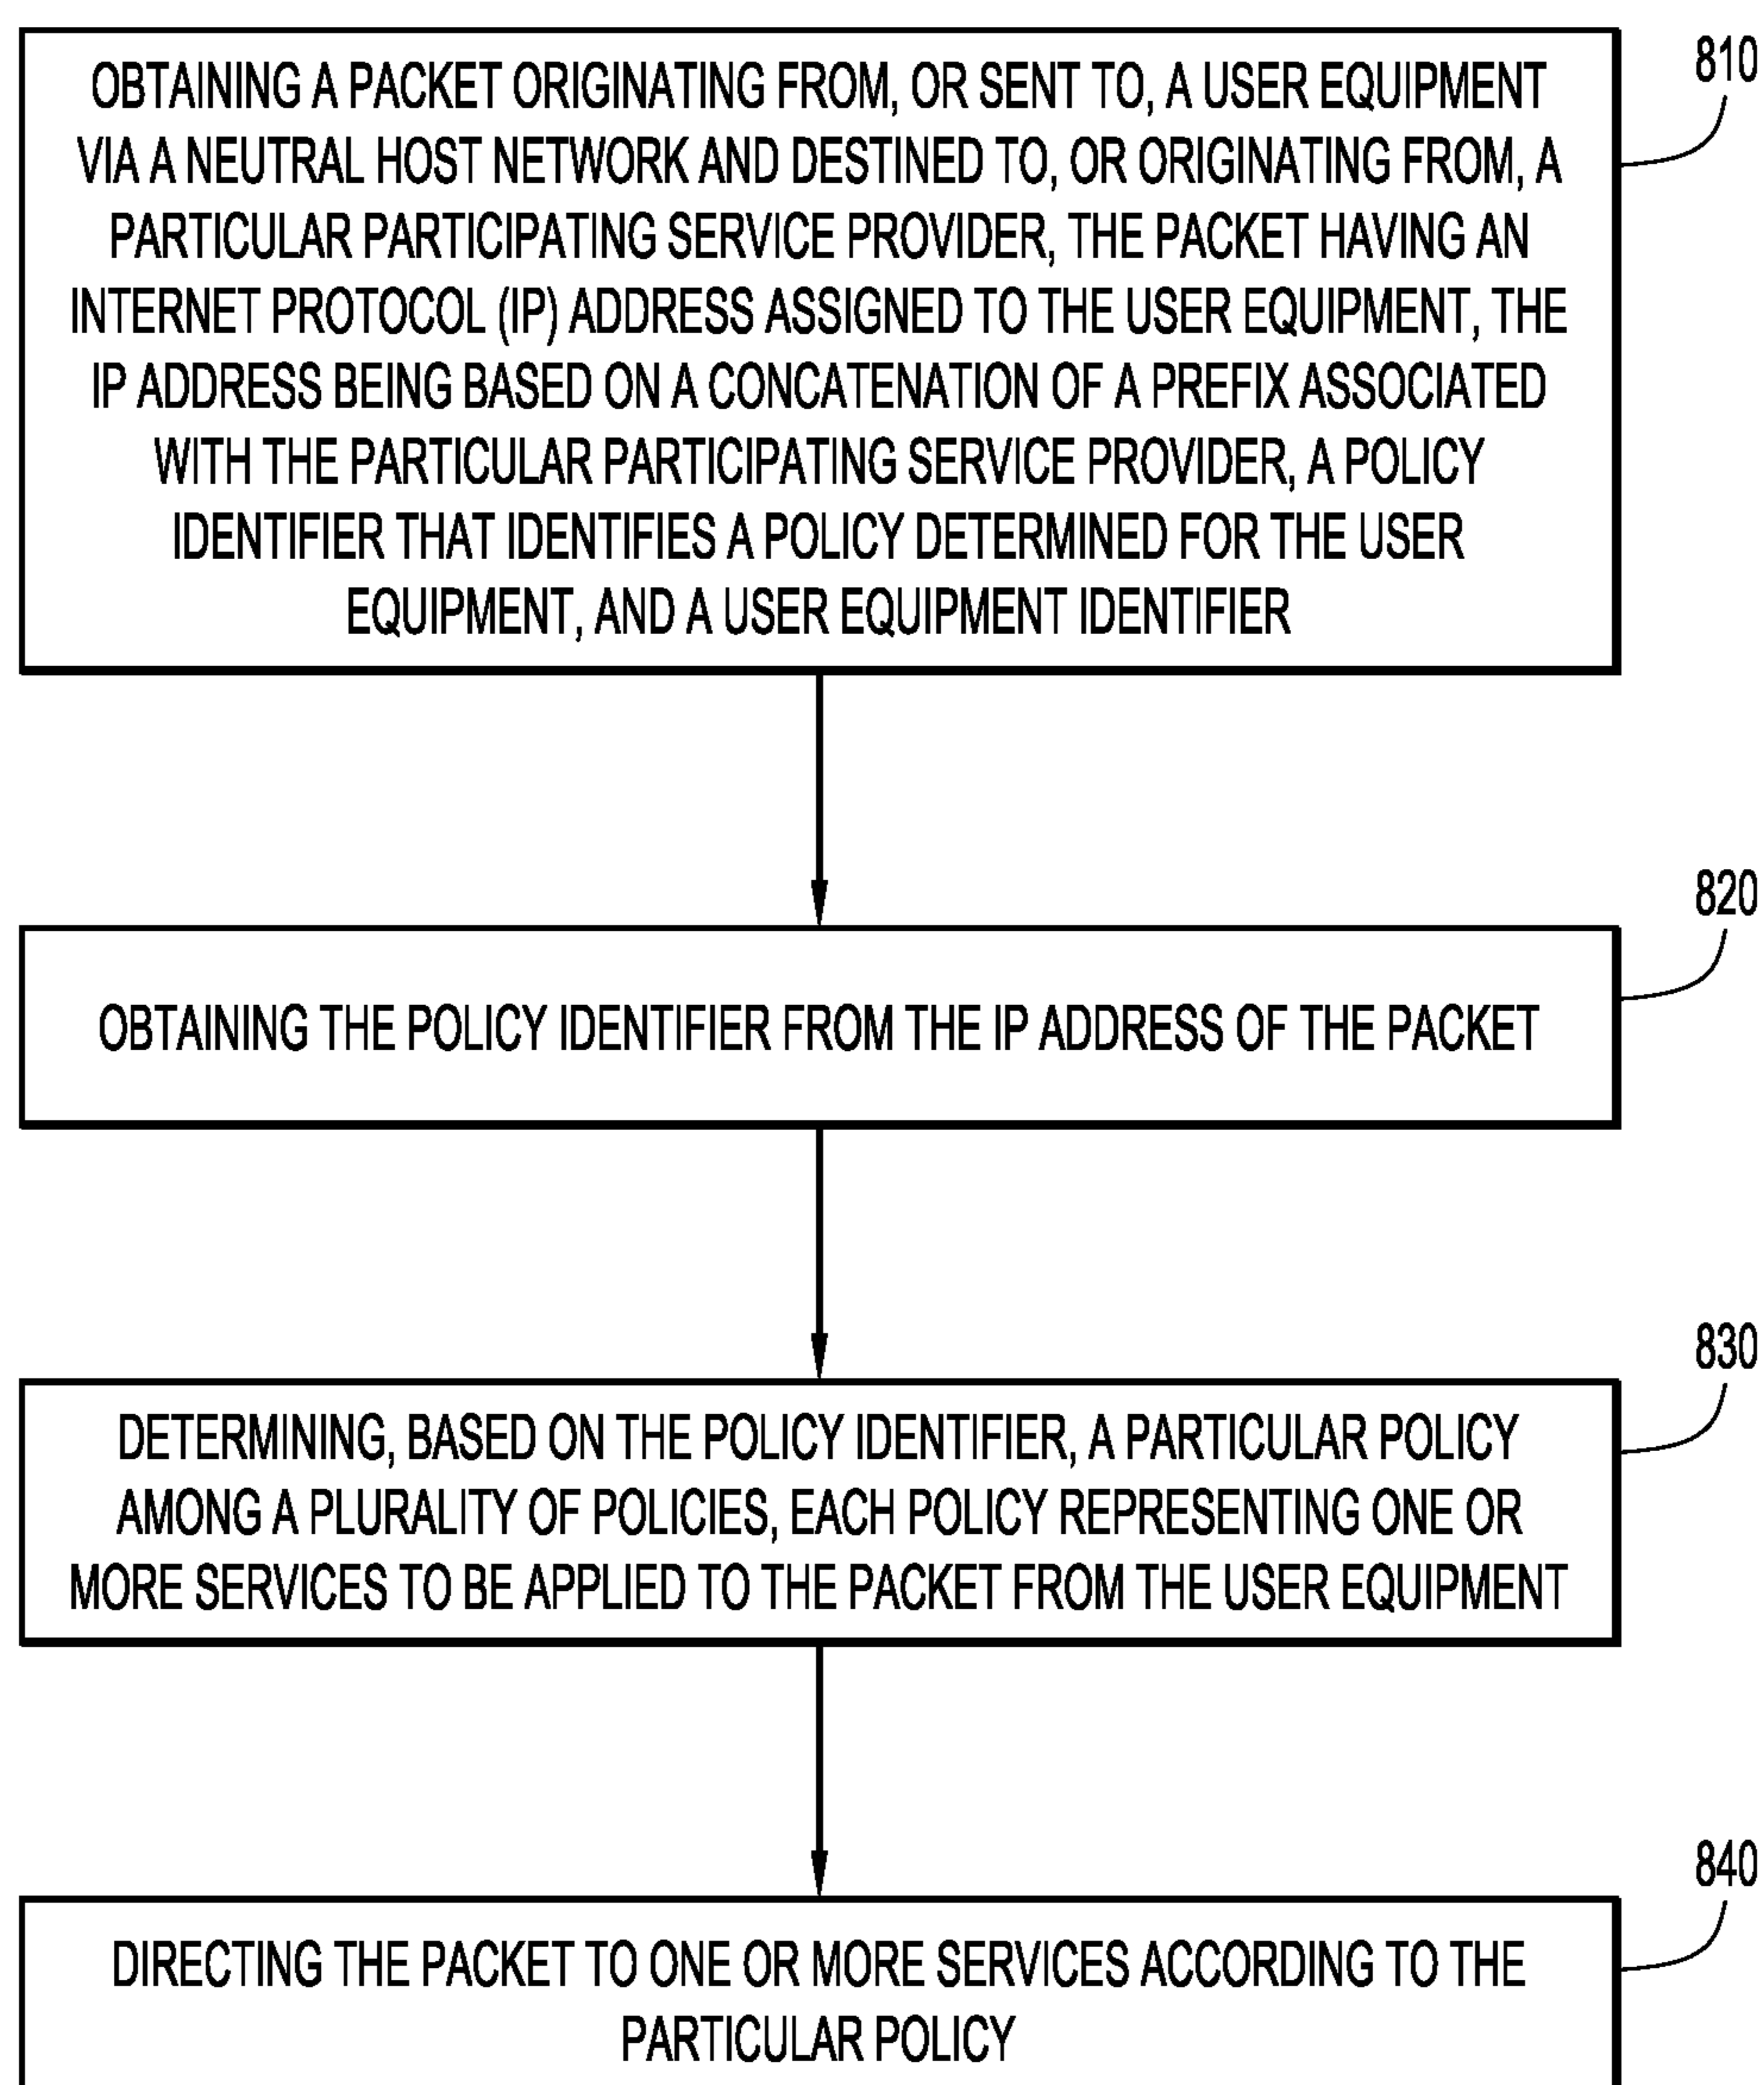 810
OBTAINING A PACKET ORIGINATING FROM, OR SENT TO, A USER EQUIPMENT
VIA A NEUTRAL HOST NETWORK AND DESTINED TO, OR ORIGINATING FROM, A
PARTICULAR PARTICIPATING SERVICE PROVIDER, THE PACKET HAVING AN
INTERNET PROTOCOL (IP) ADDRESS ASSIGNED TO THE USER EQUIPMENT, THE
IP ADDRESS BEING BASED ON A CONCATENATION OF A PREFIX ASSOCIATED
WITH THE PARTICULAR PARTICIPATING SERVICE PROVIDER, A POLICY
IDENTIFIER THAT IDENTIFIES A POLICY DETERMINED FOR THE USER
EQUIPMENT, AND A USER EQUIPMENT IDENTIFIER
820
OBTAINING THE POLICY IDENTIFIER FROM THE IP ADDRESS OF THE PACKET
830
DETERMINING, BASED ON THE POLICY IDENTIFIER, A PARTICULAR POLICY
AMONG A PLURALITY OF POLICIES, EACH POLICY REPRESENTING ONE OR
MORE SERVICES TO BE APPLIED TO THE PACKET FROM THE USER EQUIPMENT
840
DIRECTING THE PACKET TO ONE OR MORE SERVICES ACCORDING TO THE
PARTICULAR POLICY